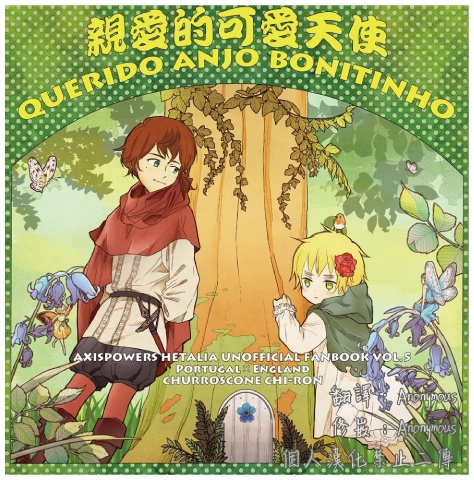 親愛的可愛天使
QUERIDO ANJO BONITINHO
AXISPOWERS HETALIA UNOFFICIAL FANBOOK VOL.5
PORTUGAL×ENGLAND
CHURROSCONE CHI-RON
翻譯：Anonymous
修嵌：Anonymous
個人漢化禁止二傳